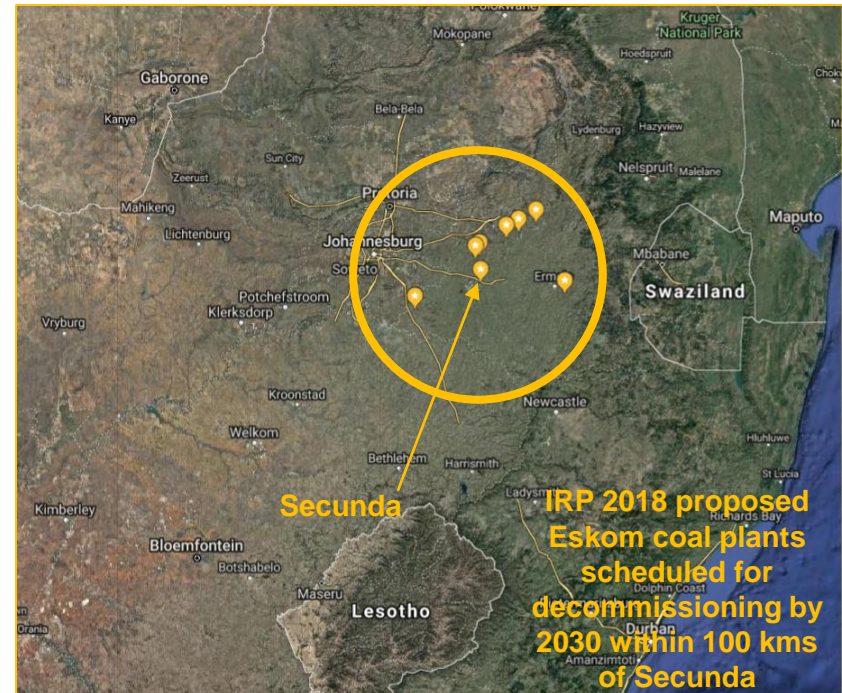 Polokwane
Kruger
National Park
Mokopane
Hoedspruit
Gaborone
Kanye
Bela-Bela
Lydenburg
Hazyview
Sun City
Zeerust
Nelspruit
Malelane
Pretoria
Mahikeng
Lichtenburg
Maputo
Johannesburg
Soweto
Mbabane
Swaziland
Potchefstroom
Klerksdorp
Vryburg
Kroonstad
Newcastle
Welkom
Hluhluwe
Bethlehem
Harrismith
St Lucia
Kimberley
Secunda
Ladysmith
IRP 2018 proposed
Richards Bay
Eskom coal plants
Bloemfontein
Botshabelo
scheduled for
Maseru
Dolphin Coast
Lesotho
decommissioning by
Orania
Durban
2030 within 100 kms
Amanzimtoti
of Secunda